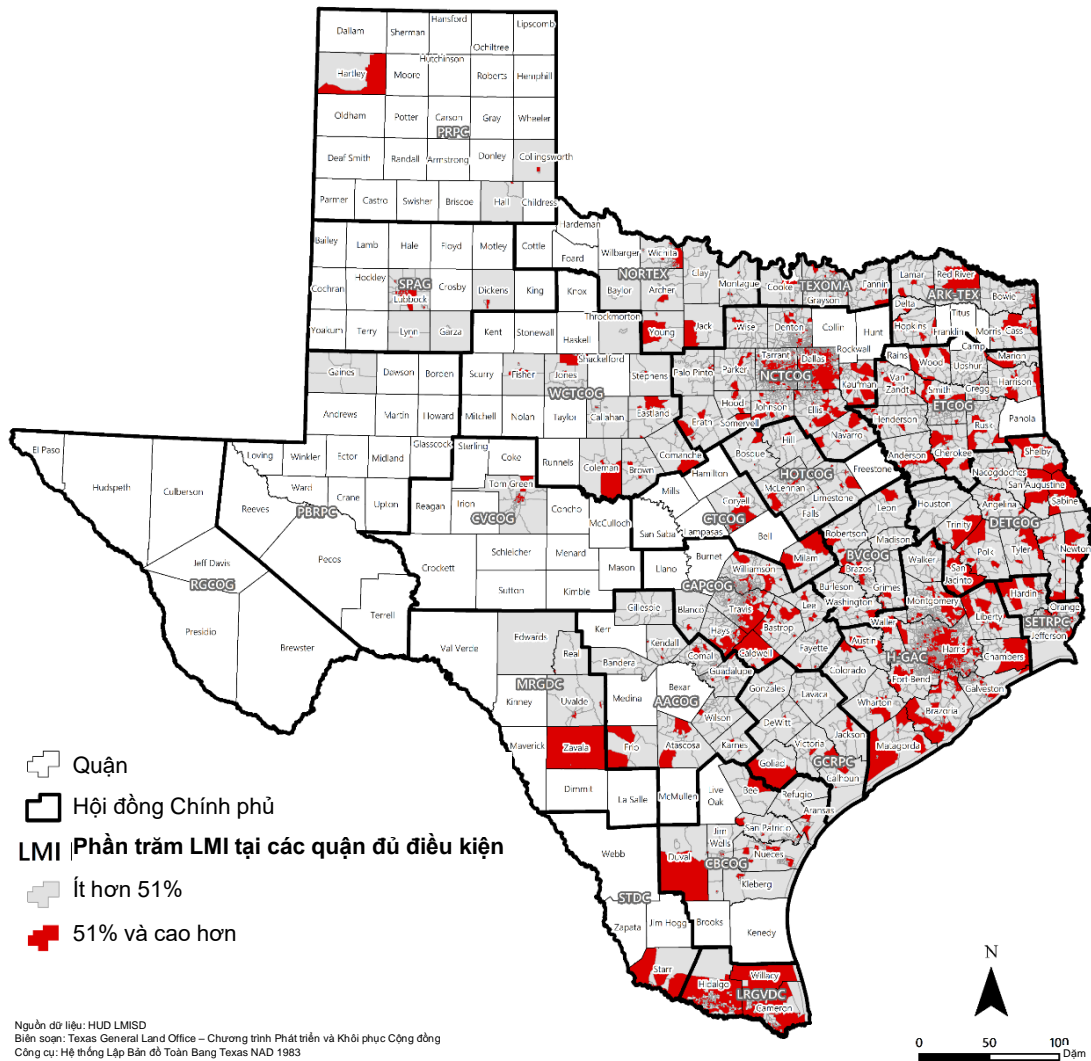 Dallam Sherman Hansford Ochiltree Lipscomb
Hartley Moore Hutchinson Roberts Hemphill
Oldham Potter Carson Gray Wheeler
PRPC
Deaf Smith Randall Armstrong Donley Collingsworth
Parmer Castro Swisher Briscoe Hall Childress
Bailey Lamb Hale Floyd Motley Cottle Hardeman Foard Wilbarger Wichita Clay Montague
NORTEX TEXOMA ARK-TEX
Cooke Grayson Fannin Lamar Red River Bowie Delta
Cochran Hockley SPAG Lubbock Crosby Dickens King Knox Baylor Archer
Hopkins Franklin Titus Morris Cass Camp
Yoakum Terry Lynn Garza Kent Stonewall Haskell Throckmorton Young Jack Wise Denton Collin Hunt Rockwall
Rains Wood Upshur Marion
Gaines Dawson Borden Scurry Fisher Jones Shackelford Stephens Palo Pinto Parker Tarrant Dallas Kaufman
WCTCOG NCTCOG ETCOG
Van Zandt Smith Gregg Harrison
Andrews Martin Howard Mitchell Nolan Taylor Callahan Eastland Erath Hood Johnson Somervell Ellis Navarro
Henderson Rusk Panola
El Paso Hudspeth Culberson Loving Winkler Ector Midland Glasscock Sterling Coke Runnels Coleman Brown Comanche Hamilton Bosque Hill Freestone Anderson Cherokee Shelby
Reeves Ward Crane Upton Reagan Irion Tom Green Concho McCulloch Mills Coryell McLennan Limestone Falls
PBRPC CVCOG CTCOG HOTCOG
Nacogdoches San Augustine Sabine Angelina Houston Leon
DETCOG
Jeff Davis Pecos Crockett Schleicher Menard San Saba Lampasas Bell Robertson Madison Trinity Polk Tyler Newton
RGCOG
Presidio Brewster Terrell Sutton Kimble Mason Llano Burnet Williamson Milam Brazos Burleson Grimes Walker San Jacinto
CAPCOG BVCOG
Val Verde Edwards Real Kerr Gillespie Blanco Travis Hays Bastrop Lee Washington Montgomery Liberty Hardin Orange Jefferson
SETRPC
Kendall Bandera Comal Caldwell Fayette Austin Waller Harris Chambers
H-GAC
MRGDC
Kinney Uvalde Medina Bexar Guadalupe Gonzales Lavaca Colorado Fort Bend Galveston
AACOG
Maverick Zavala Frio Atascosa Wilson Karnes DeWitt Victoria Jackson Wharton Brazoria Matagorda
GCRPC
Dimmit La Salle McMullen Live Oak Bee Goliad Refugio Calhoun Aransas
Webb Duval Jim Wells San Patricio Nueces Kleberg
STDC CBCOG
Zapata Jim Hogg Brooks Kenedy
Starr Hidalgo Willacy Cameron
LRGVDC
Quận
Hội đồng Chính phủ
LMI Phần trăm LMI tại các quận đủ điều kiện
Ít hơn 51%
51% và cao hơn
N
Nguồn dữ liệu: HUD LMISD
Biên soạn: Texas General Land Office – Chương trình Phát triển và Khôi phục Cộng đồng
Công cụ: Hệ thống Lập Bản đồ Toàn Bang Texas NAD 1983
0 50 100
Dặm